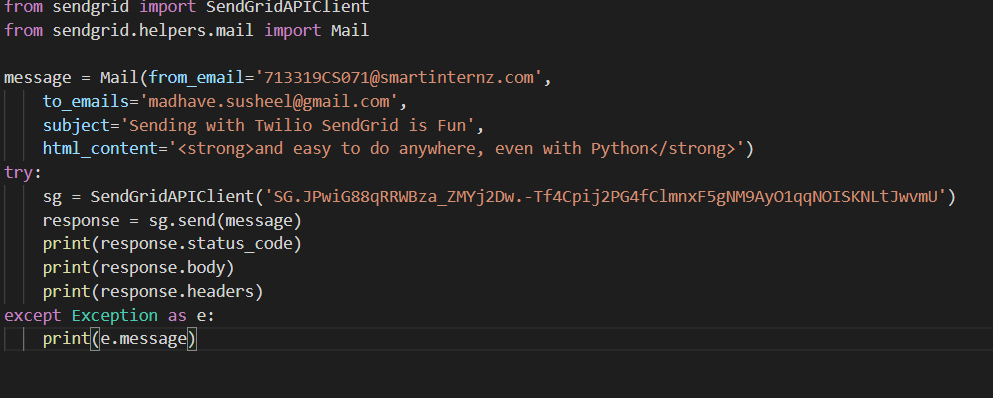 from sendgrid import SendGridAPIClient
from sendgrid.helpers.mail import Mail
message = Mail(from_email='713319CS071@smartinternz.com',
to_emails='madhave.susheel@gmail.com',
subject='Sending with Twilio SendGrid is Fun',
html_content='<strong>and easy to do anywhere, even with Python</strong>')
try:
sg = SendGridAPIClient('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')
response = sg.send(message)
print(response.status_code)
print(response.body)
print(response.headers)
except Exception as e:
print(e.message)